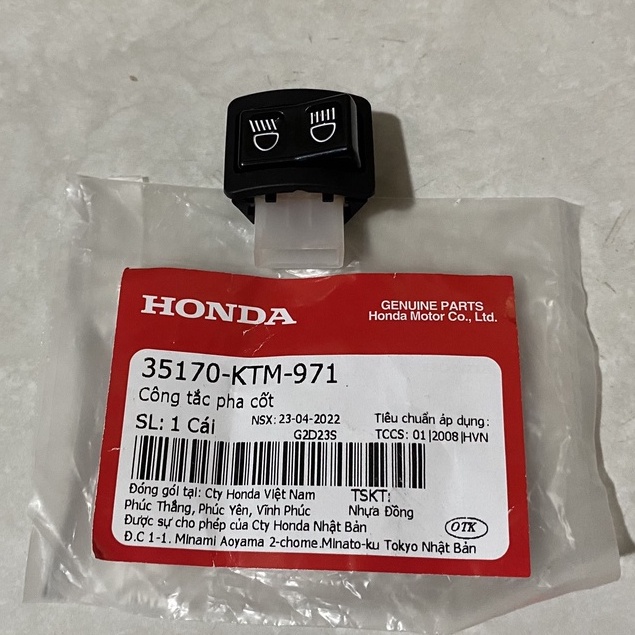 HONDA
GENUINE PARTS
Honda Motor Co., Ltd.
35170-KTM-971
Công tắc pha cốt
SL: 1 Cái
NSX: 23-04-2022
G2D23S
Tiêu chuẩn áp dụng:
TCCS: 01|2008|HVN
Đóng gói tại: Cty Honda Việt Nam
Phúc Thắng, Phúc Yên, Vĩnh Phúc
Được sự cho phép của Cty Honda Nhật Bản
Đ.C 1-1. Minami Aoyama 2-chome.Minato-ku Tokyo Nhật Bản
TSKT:
Nhựa Đồng
OTK